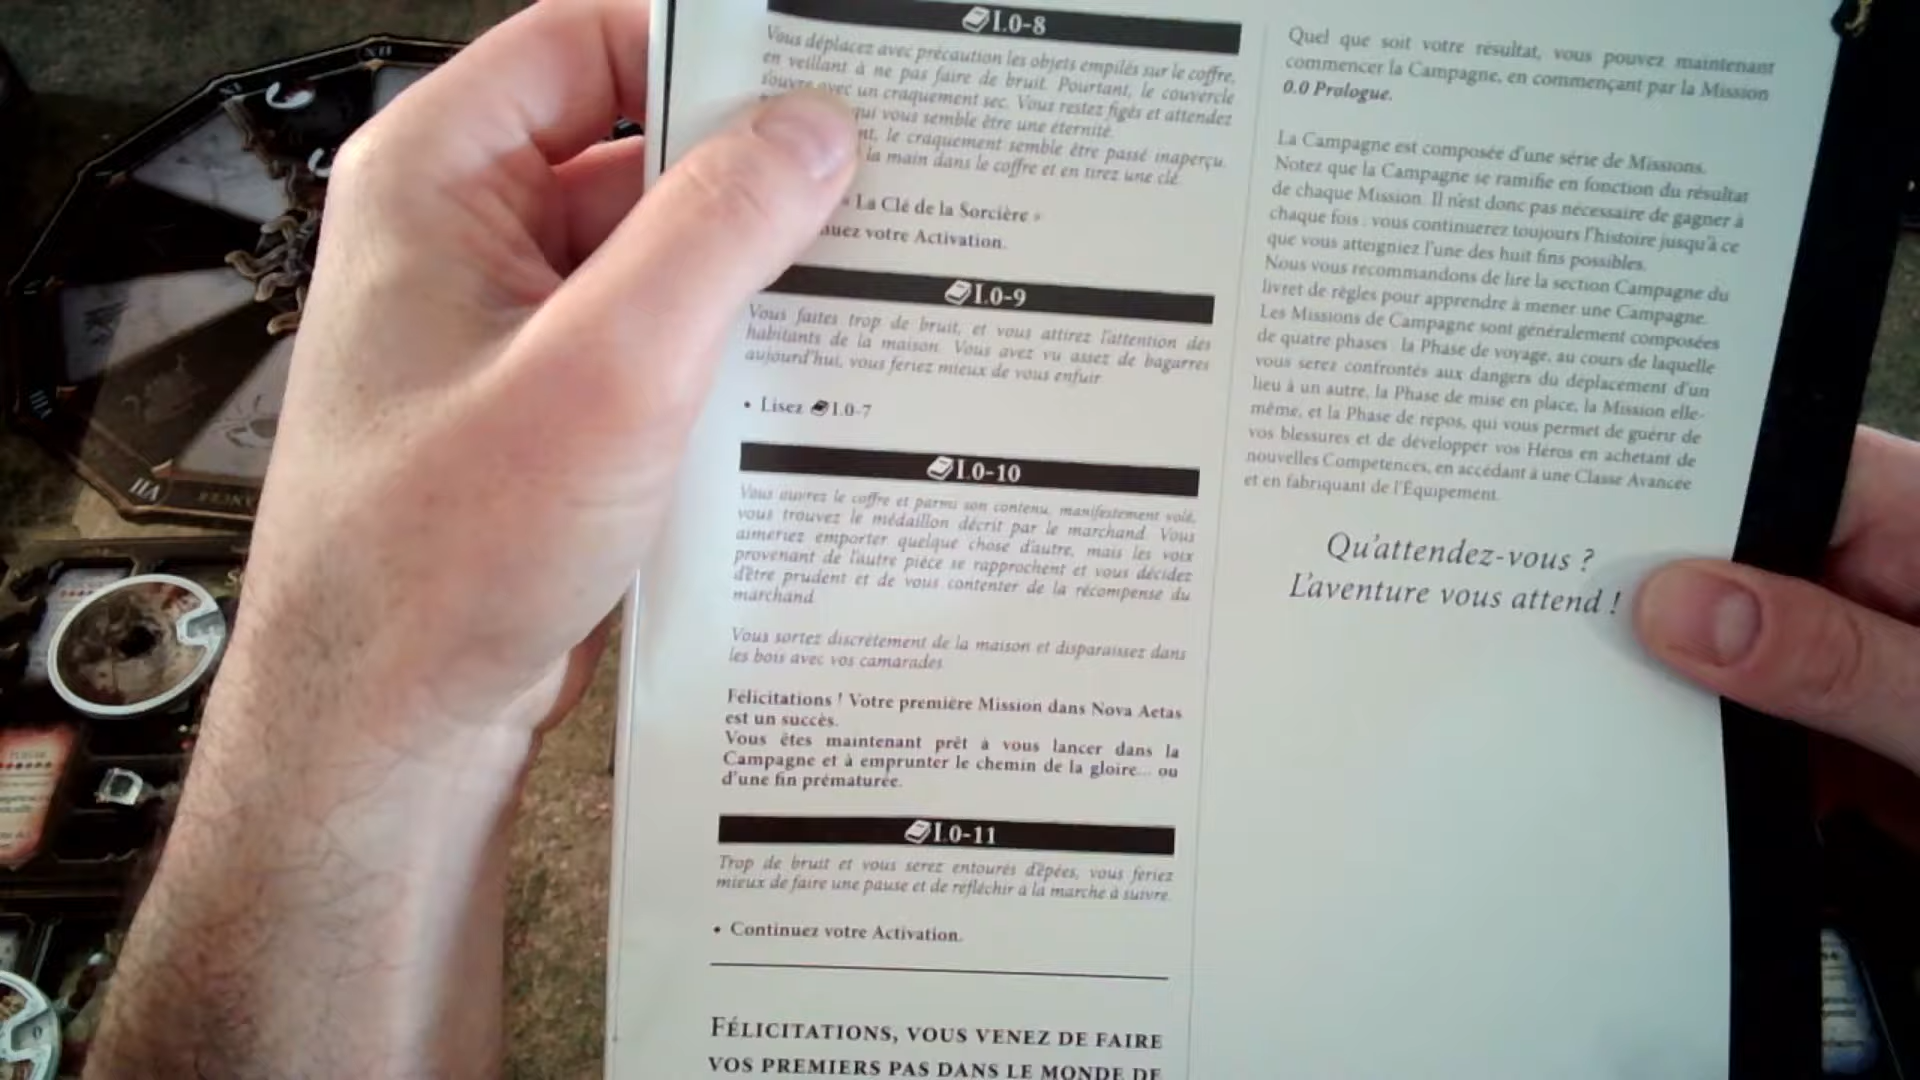 I.0-8
Vous déplacez avec précaution les objets empilés sur le coffre,
en veillant à ne pas faire de bruit. Pourtant, le couvercle
s'ouvre avec un craquement sec. Vous restez figés et attendez
qui vous semble être une éternité.
le craquement semble être passé inaperçu.
la main dans le coffre et en tirez une clé.
« La Clé de la Sorcière »
votre Activation.
I.0-9
Vous faites trop de bruit, et vous attirez l'attention des
habitants de la maison. Vous avez vu assez de bagarres
aujourd'hui, vous feriez mieux de vous enfuir.
• Lisez I.0-7
I.0-10
Vous ouvrez le coffre et parmi son contenu, manifestement volé,
vous trouvez le médaillon décrit par le marchand. Vous
aimeriez emporter quelque chose d'autre, mais les voix
provenant de l'autre pièce se rapprochent et vous décidez
d'être prudent et de vous contenter de la récompense du
marchand.
Vous sortez discrètement de la maison et disparaissez dans
les bois avec vos camarades.
Félicitations ! Votre première Mission dans Nova Aetas
est un succès.
Vous êtes maintenant prêt à vous lancer dans la
Campagne et à emprunter le chemin de la gloire... ou
d'une fin prématurée.
I.0-11
Trop de bruit et vous serez entourés d'épées, vous feriez
mieux de faire une pause et de réfléchir à la marche à suivre.
• Continuez votre Activation.
FÉLICITATIONS, VOUS VENEZ DE FAIRE
VOS PREMIERS PAS DANS LE MONDE DE
Quel que soit votre résultat, vous pouvez maintenant
commencer la Campagne, en commençant par la Mission
0.0 Prologue.
La Campagne est composée d'une série de Missions.
Notez que la Campagne se ramifie en fonction du résultat
de chaque Mission. Il n'est donc pas nécessaire de gagner à
chaque fois : vous continuerez toujours l'histoire jusqu'à ce
que vous atteigniez l'une des huit fins possibles.
Nous vous recommandons de lire la section Campagne du
livret de règles pour apprendre à mener une Campagne.
Les Missions de Campagne sont généralement composées
de quatre phases : la Phase de voyage, au cours de laquelle
vous serez confrontés aux dangers du déplacement d'un
lieu à un autre, la Phase de mise en place, la Mission elle-
même, et la Phase de repos, qui vous permet de guérir de
vos blessures et de développer vos Héros en achetant de
nouvelles Compétences, en accédant à une Classe Avancée
et en fabriquant de l'Équipement.
Qu'attendez-vous ?
L'aventure vous attend !
XII
XI
VIII
VII